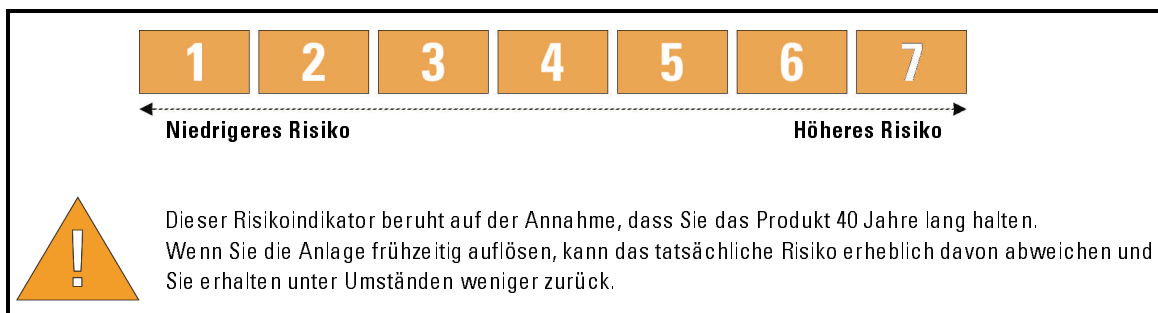 1 2 3 4 5 6 7
Niedrigeres Risiko Höheres Risiko
Dieser Risikoindikator beruht auf der Annahme, dass Sie das Produkt 40 Jahre lang halten.
Wenn Sie die Anlage frühzeitig auflösen, kann das tatsächliche Risiko erheblich davon abweichen und
Sie erhalten unter Umständen weniger zurück.